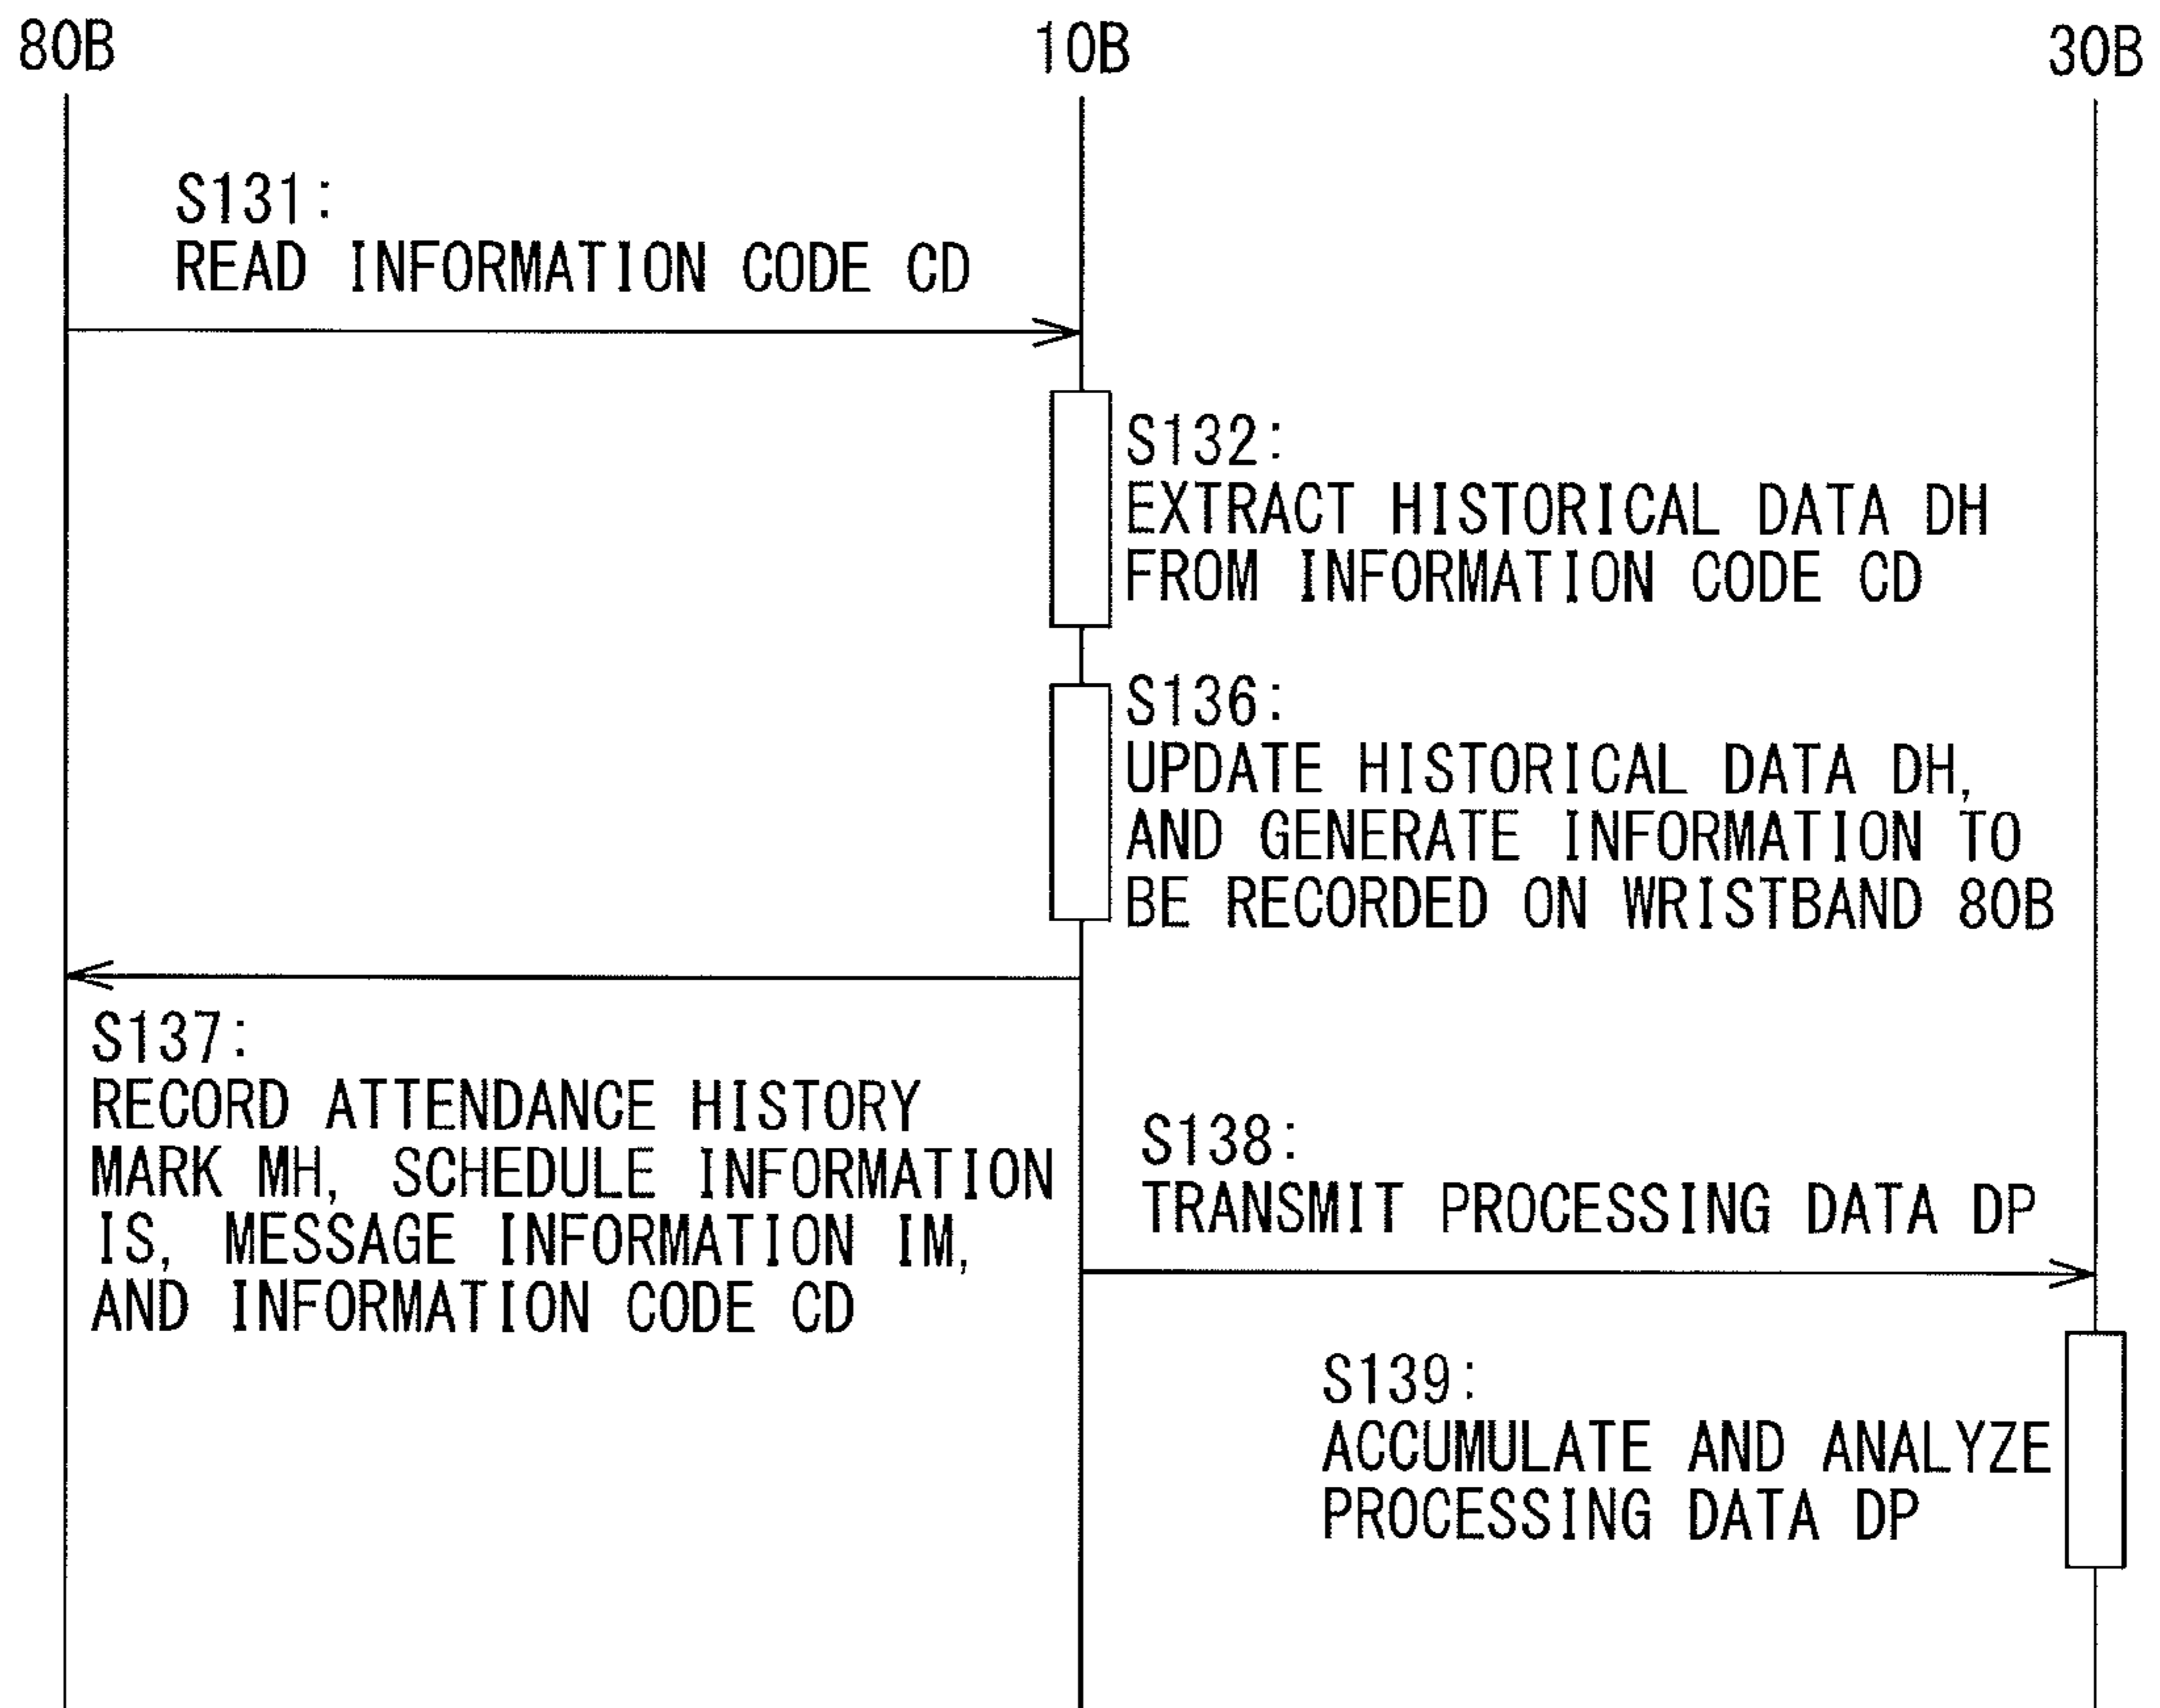 80B
10B
30B
S131:
READ INFORMATION CODE CD
S132:
EXTRACT HISTORICAL DATA DH
FROM INFORMATION CODE CD
S136:
UPDATE HISTORICAL DATA DH,
AND GENERATE INFORMATION TO
BE RECORDED ON WRISTBAND 80B
S137:
RECORD ATTENDANCE HISTORY
MARK MH, SCHEDULE INFORMATION
IS, MESSAGE INFORMATION IM,
AND INFORMATION CODE CD
S138:
TRANSMIT PROCESSING DATA DP
S139:
ACCUMULATE AND ANALYZE
PROCESSING DATA DP